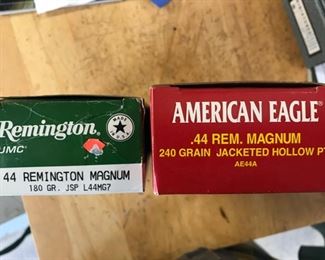 Remington
UMC
MADE
44 REMINGTON MAGNUM
180 GR. JSP L44MG7
AMERICAN EAGLE
.44 REM. MAGNUM
240 GRAIN JACKETED HOLLOW PT
AE44A